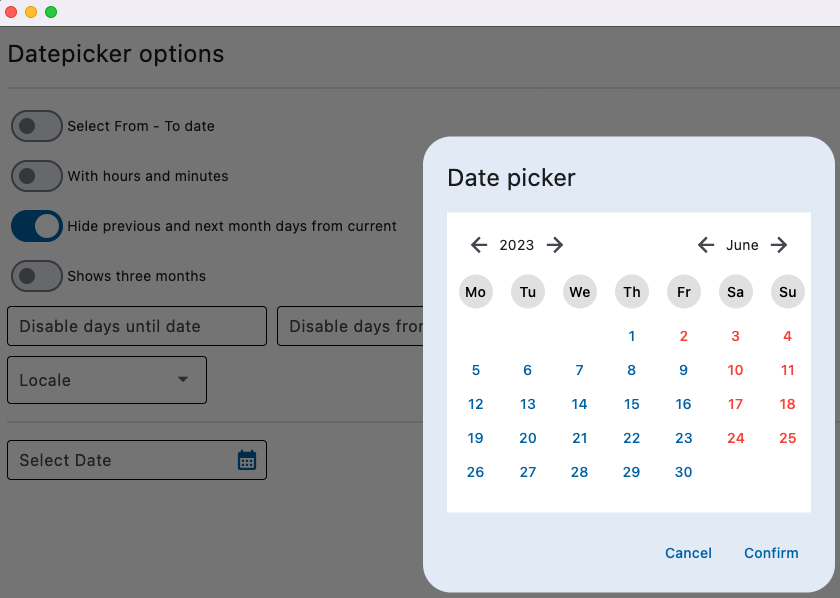 Datepicker options
Select From - To date
With hours and minutes
Hide previous and next month days from current
Shows three months
Disable days until date
Disable days fro
Locale
Select Date
Date picker
2023 June
Mo Tu We Th Fr Sa Su
1 2 3 4
5 6 7 8 9 10 11
12 13 14 15 16 17 18
19 20 21 22 23 24 25
26 27 28 29 30
Cancel Confirm